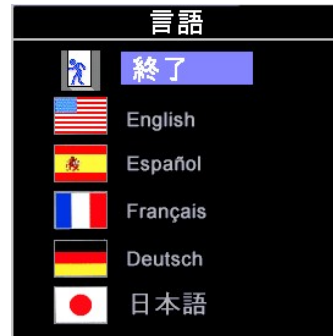 言語
終了
English
Español
Français
Deutsch
日本語